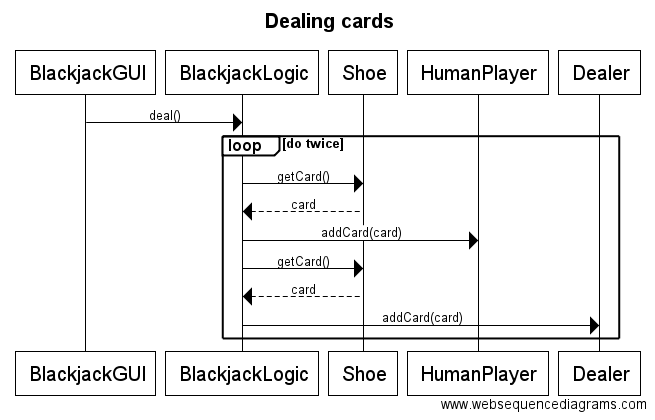 Dealing cards
BlackjackGUI BlackjackLogic Shoe HumanPlayer Dealer
deal()
loop [do twice]
getCard()
card
addCard(card)
getCard()
card
addCard(card)
BlackjackGUI BlackjackLogic Shoe HumanPlayer Dealer
www.websequencediagrams.com